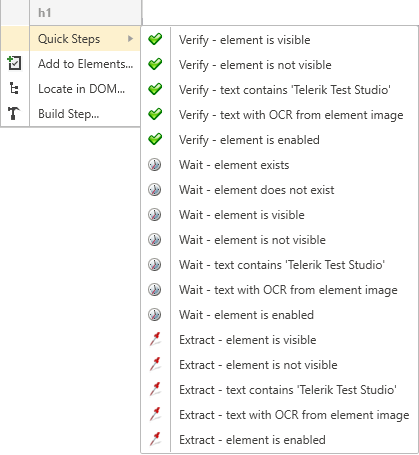 h1
Quick Steps
Add to Elements...
Locate in DOM...
Build Step...
Verify - element is visible
Verify - element is not visible
Verify - text contains 'Telerik Test Studio'
Verify - text with OCR from element image
Verify - element is enabled
Wait - element exists
Wait - element does not exist
Wait - element is visible
Wait - element is not visible
Wait - text contains 'Telerik Test Studio'
Wait - text with OCR from element image
Wait - element is enabled
Extract - element is visible
Extract - element is not visible
Extract - text contains 'Telerik Test Studio'
Extract - text with OCR from element image
Extract - element is enabled